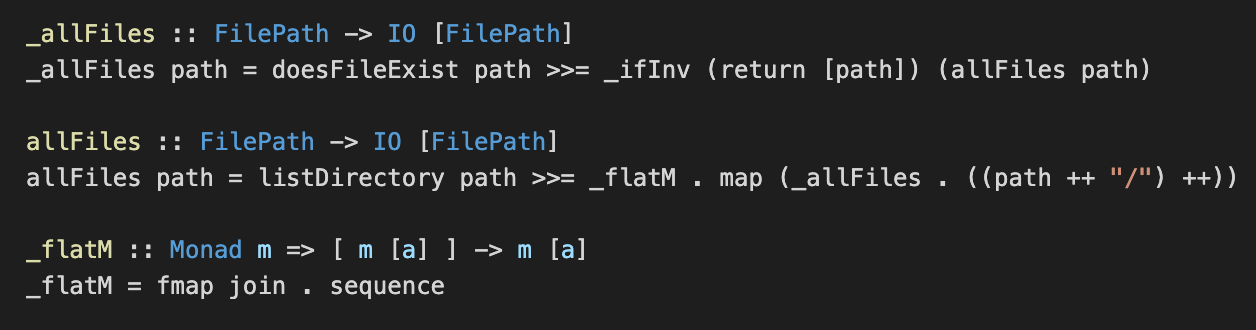 _allFiles :: FilePath -> IO [FilePath]
_allFiles path = doesFileExist path >>= _ifInv (return [path]) (allFiles path)
allFiles :: FilePath -> IO [FilePath]
allFiles path = listDirectory path >>= _flatM . map (_allFiles . ((path ++ "/") ++))
_flatM :: Monad m => [ m [a] ] -> m [a]
_flatM = fmap join . sequence